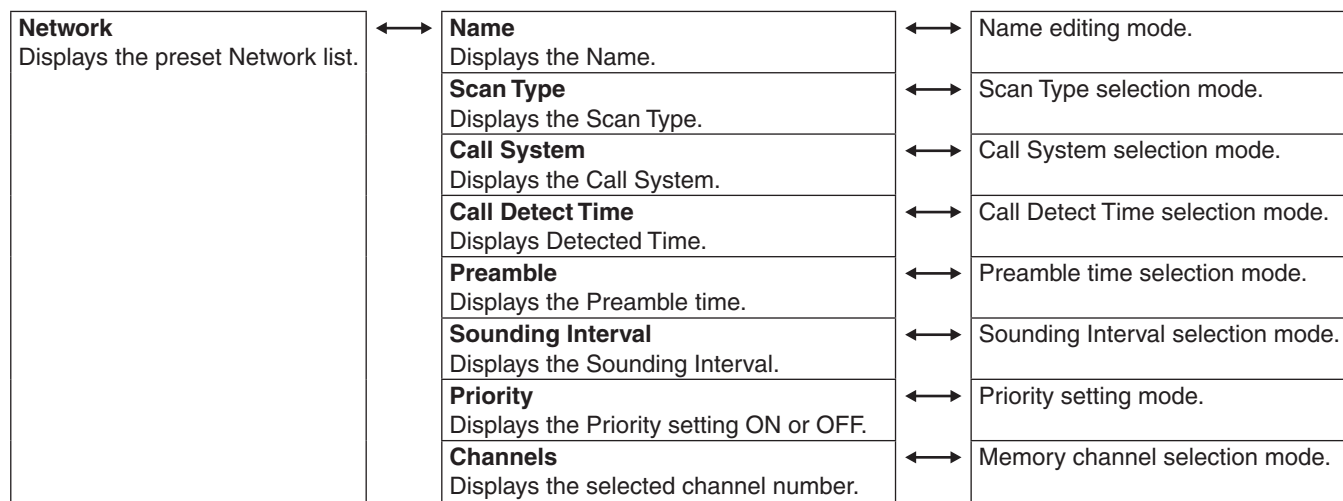 Network
Displays the preset Network list.
Name
Displays the Name.
Name editing mode.
Scan Type
Displays the Scan Type.
Scan Type selection mode.
Call System
Displays the Call System.
Call System selection mode.
Call Detect Time
Displays Detected Time.
Call Detect Time selection mode.
Preamble
Displays the Preamble time.
Preamble time selection mode.
Sounding Interval
Displays the Sounding Interval.
Sounding Interval selection mode.
Priority
Displays the Priority setting ON or OFF.
Priority setting mode.
Channels
Displays the selected channel number.
Memory channel selection mode.